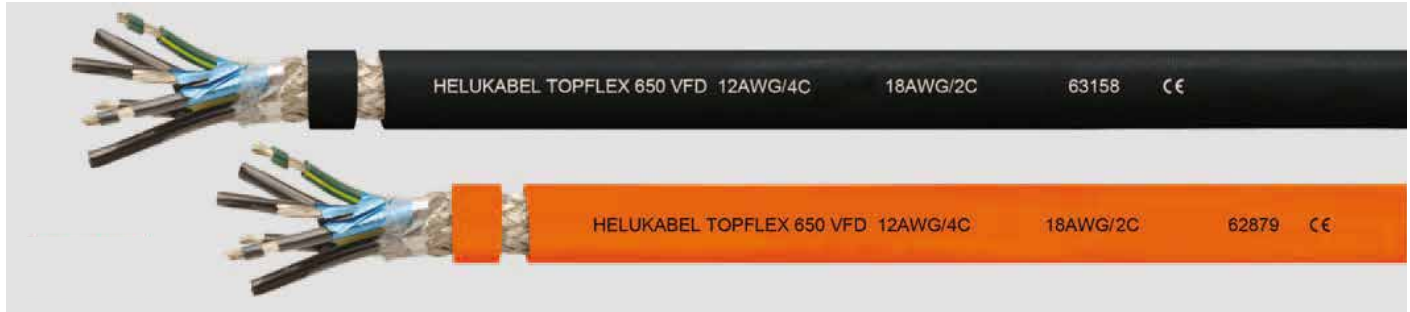 HELUKABEL TOPFLEX 650 VFD 12AWG/4C 18AWG/2C 63158 CE
HELUKABEL TOPFLEX 650 VFD 12AWG/4C 18AWG/2C 62879 CE